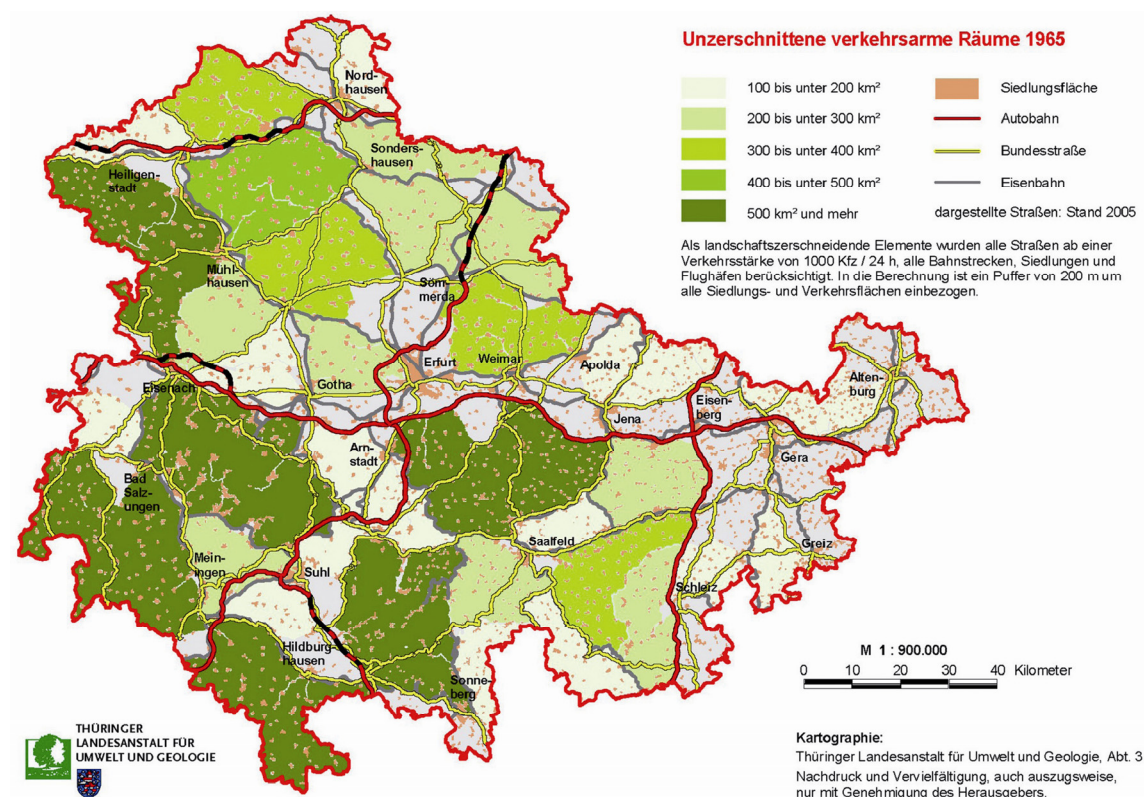 Unzerschnittene verkehrsarme Räume 1965
100 bis unter 200 km²
200 bis unter 300 km²
300 bis unter 400 km²
400 bis unter 500 km²
500 km² und mehr
Siedlungsfläche
Autobahn
Bundesstraße
Eisenbahn
dargestellte Straßen: Stand 2005
Als landschaftszerschneidende Elemente wurden alle Straßen ab einer
Verkehrsstärke von 1000 Kfz / 24 h, alle Bahnstrecken, Siedlungen und
Flughäfen berücksichtigt. In die Berechnung ist ein Puffer von 200 m um
alle Siedlungs- und Verkehrsflächen einbezogen.
Nord-
hausen
Sonders-
hausen
Heiligen-
stadt
Mühl-
hausen
Söm-
merda
Erfurt
Weimar
Apolda
Eisenach
Gotha
Jena
Eisen-
berg
Alten-
burg
Gera
Arn-
stadt
Bad
Salz-
ungen
Saalfeld
Greiz
Mei-
ningen
Suhl
Schleiz
Hildburg-
hausen
Sonne-
berg
M 1 : 900.000
0 10 20 30 40 Kilometer
THÜRINGER
LANDESANSTALT FÜR
UMWELT UND GEOLOGIE
Kartographie:
Thüringer Landesanstalt für Umwelt und Geologie, Abt. 3
Nachdruck und Vervielfältigung, auch auszugsweise,
nur mit Genehmigung des Herausgebers.